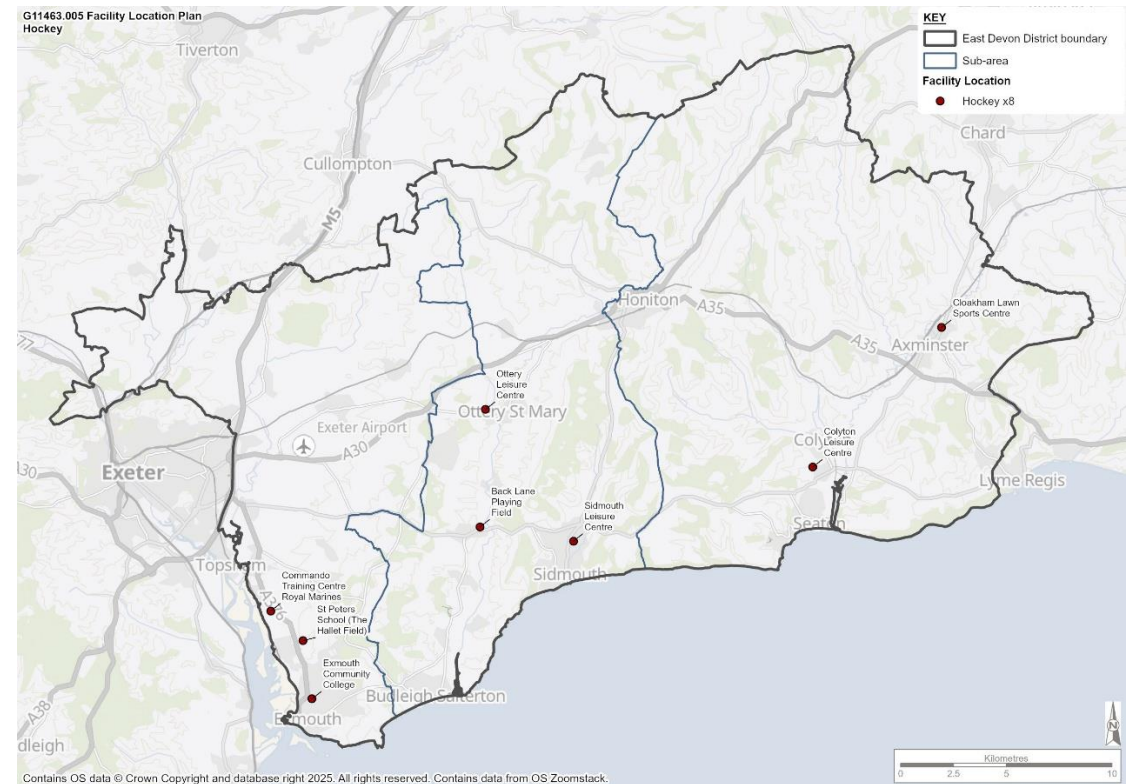 G11463.005 Facility Location Plan
Hockey
KEY
East Devon District boundary
Sub-area
Facility Location
Hockey x8
Tiverton
Cullompton
Chard
M5
Honiton
A35
Cloakham Lawn
Sports Centre
Axminster
A35
Ottery
Leisure
Centre
Ottery St Mary
Exeter Airport
A30
A30
Exeter
Colyton
Leisure
Centre
Lyme Regis
Back Lane
Playing
Field
Sidmouth
Leisure
Centre
Seaton
Sidmouth
Topsham
Commando
Training Centre
Royal Marines
A376
St Peters
School (The
Hallet Field)
Exmouth
Community
College
Budleigh Salterton
Exmouth
A38
dleigh
Kilometres
0 2.5 5 10
Contains OS data © Crown Copyright and database right 2025. All rights reserved. Contains data from OS Zoomstack.